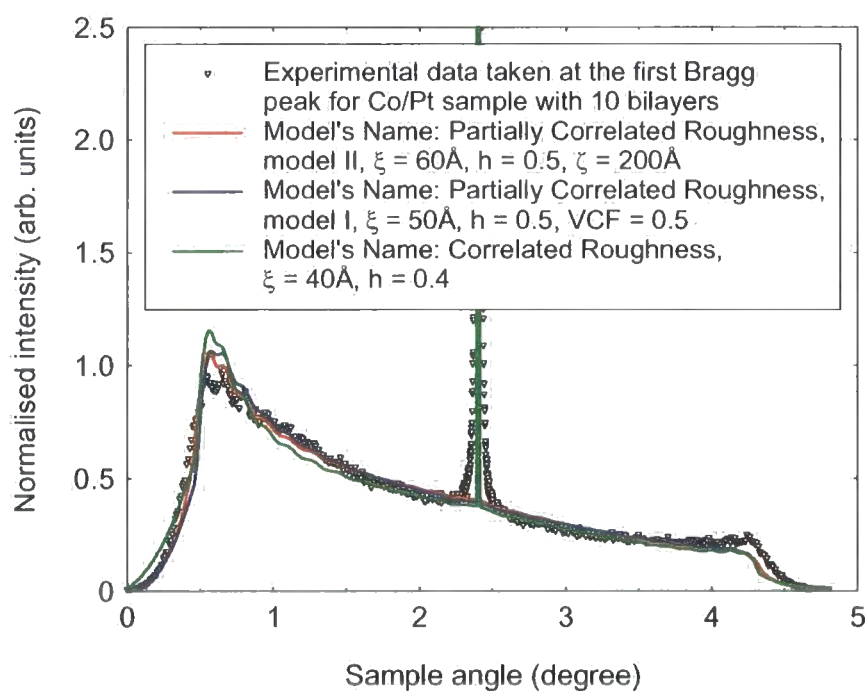 2.5
2.0
1.5
1.0
0.5
0
Normalised intensity (arb. units)
Experimental data taken at the first Bragg
peak for Co/Pt sample with 10 bilayers
Model's Name: Partially Correlated Roughness,
model II, ξ = 60Å, h = 0.5, ζ = 200Å
Model's Name: Partially Correlated Roughness,
model I, ξ = 50Å, h = 0.5, VCF = 0.5
Model's Name: Correlated Roughness,
ξ = 40Å, h = 0.4
0 1 2 3 4 5
Sample angle (degree)